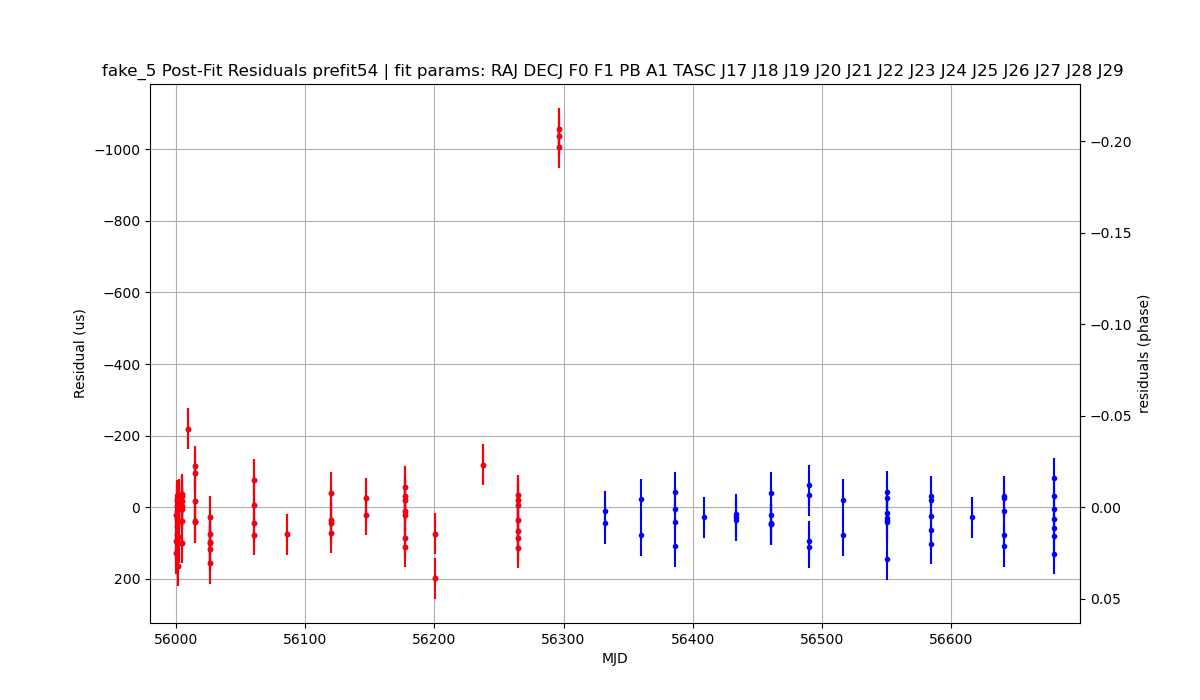 fake_5 Post-Fit Residuals prefit54 | fit params: RAJ DECJ F0 F1 PB A1 TASC J17 J18 J19 J20 J21 J22 J23 J24 J25 J26 J27 J28 J29
−1000
−800
−600
−400
−200
0
200
Residual (us)
−0.20
−0.15
−0.10
−0.05
0.00
0.05
residuals (phase)
56000 56100 56200 56300 56400 56500 56600
MJD